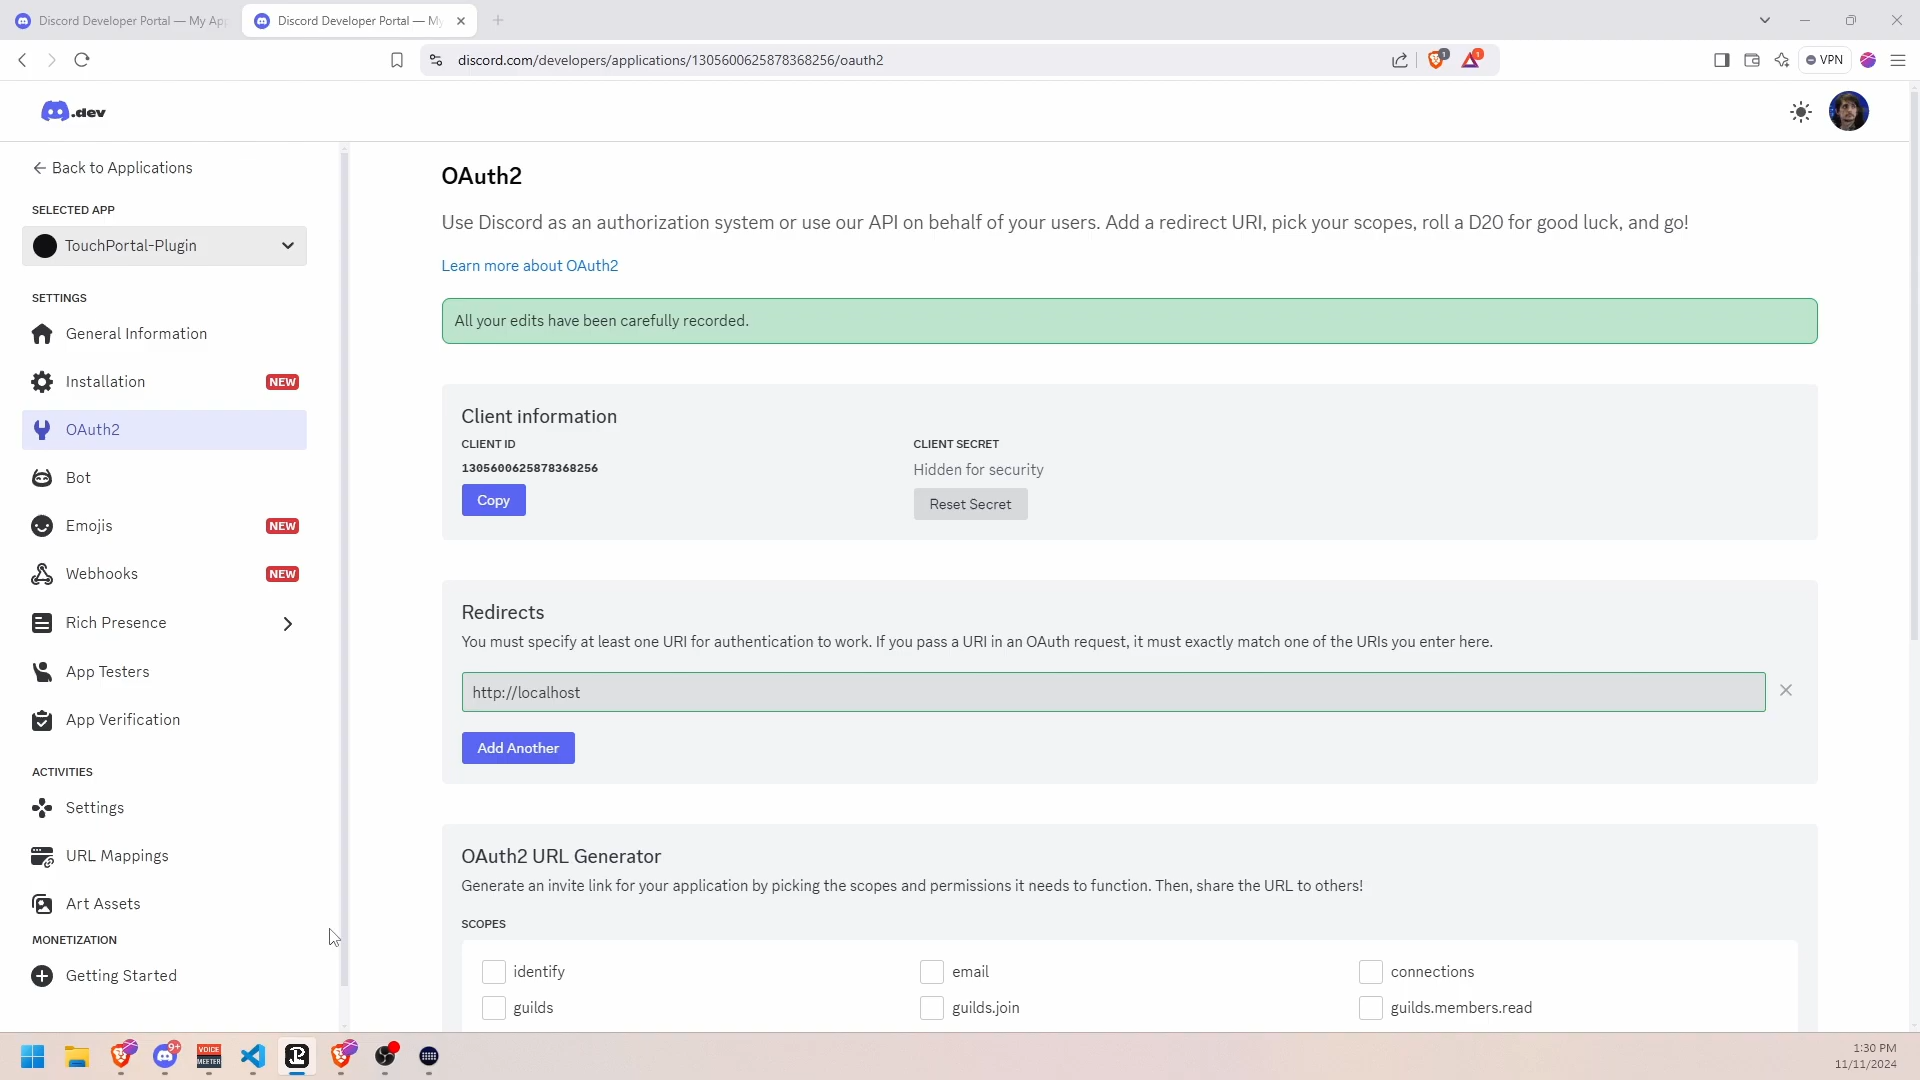 Discord Developer Portal — My Ap
Discord Developer Portal — My
discord.com/developers/applications/1305600625878368256/oauth2
1
1
VPN
.dev
Back to Applications
SELECTED APP
TouchPortal-Plugin
SETTINGS
General Information
Installation NEW
OAuth2
Bot
Emojis NEW
Webhooks NEW
Rich Presence
App Testers
App Verification
ACTIVITIES
Settings
URL Mappings
Art Assets
MONETIZATION
Getting Started
OAuth2
Use Discord as an authorization system or use our API on behalf of your users. Add a redirect URI, pick your scopes, roll a D20 for good luck, and go!
Learn more about OAuth2
All your edits have been carefully recorded.
Client information
CLIENT ID
1305600625878368256
Copy
CLIENT SECRET
Hidden for security
Reset Secret
Redirects
You must specify at least one URI for authentication to work. If you pass a URI in an OAuth request, it must exactly match one of the URIs you enter here.
http://localhost
Add Another
OAuth2 URL Generator
Generate an invite link for your application by picking the scopes and permissions it needs to function. Then, share the URL to others!
SCOPES
identify email connections
guilds guilds.join guilds.members.read
9+
VOICE
MEETER
1:30 PM
11/11/2024